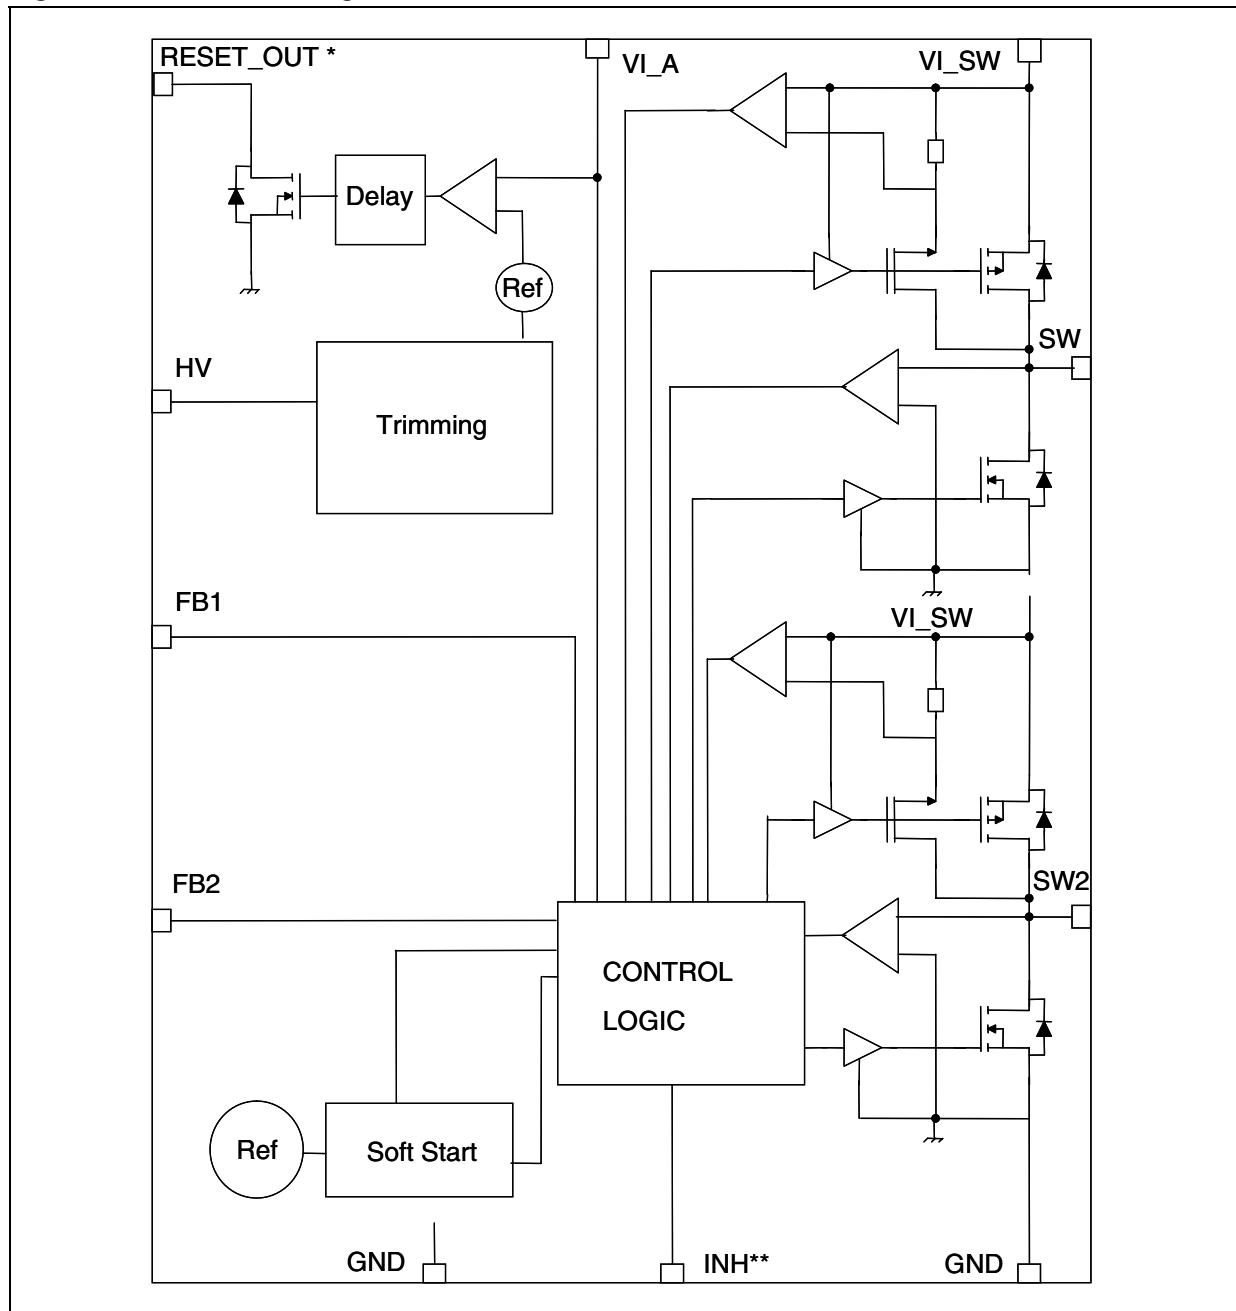 RESET_OUT *
VI_A
VI_SW
Delay
Ref
SW
HV
Trimming
FB1
VI_SW
FB2
SW2
CONTROL
LOGIC
Ref
Soft Start
GND
INH**
GND